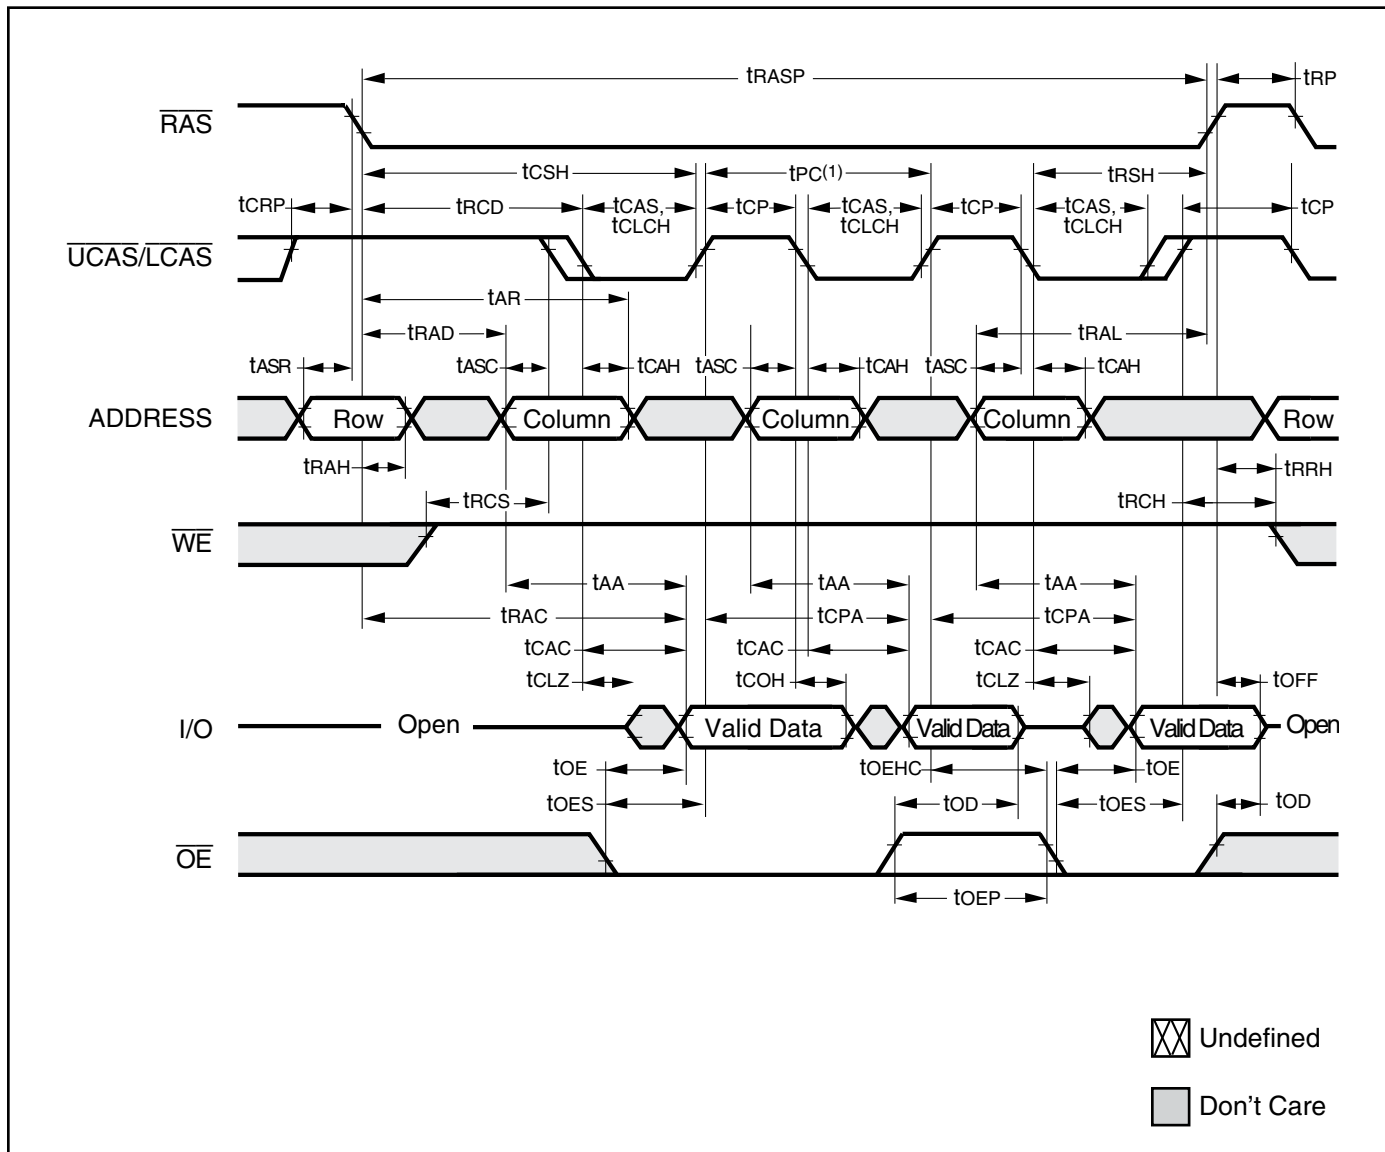 tRASP tRP
RAS
tCSH tPC(1) tRSH
tCRP tRCD tCAS, tCLCH tCP tCAS, tCLCH tCP tCAS, tCLCH tCP
UCAS/LCAS
tAR
tRAD tRAL
tASR tASC tCAH tASC tCAH tASC tCAH
ADDRESS Row Column Column Column Row
tRAH tRRH
tRCS tRCH
WE
tAA tAA tAA
tRAC tCPA tCPA
tCAC tCAC tCAC
tCLZ tCOH tCLZ tOFF
I/O Open Valid Data Valid Data Valid Data Open
tOE tOEHC tOE
tOES tOD tOES tOD
OE
tOEP
Undefined
Don't Care